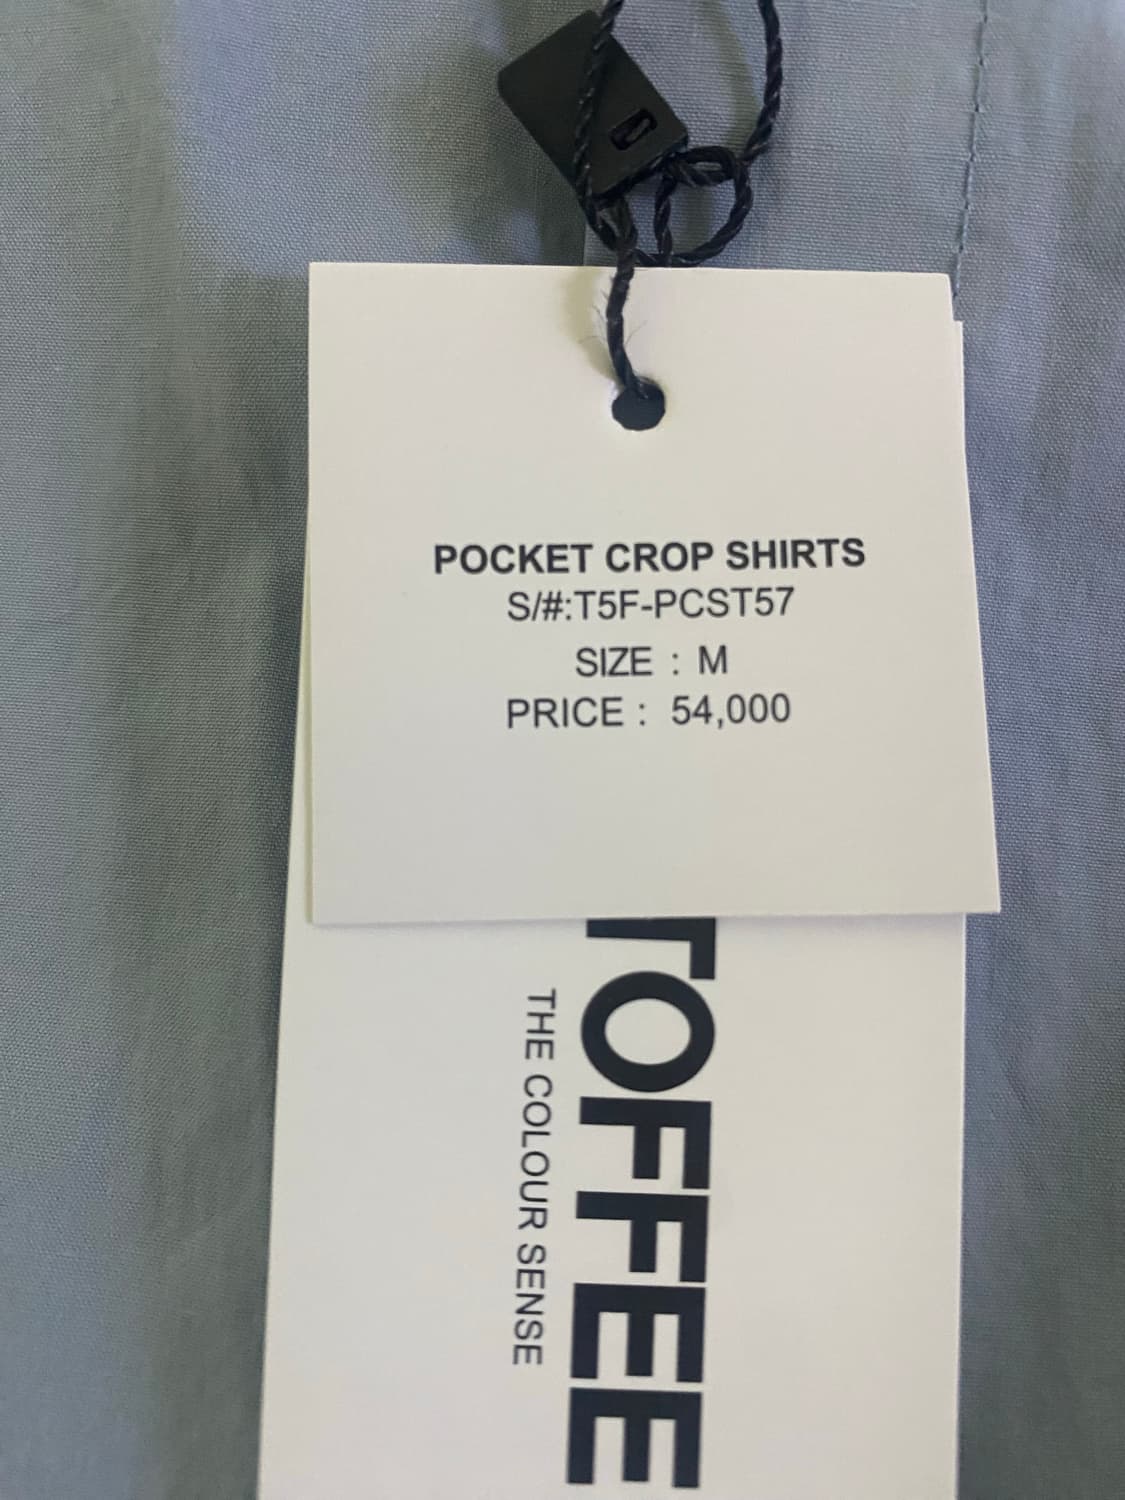 POCKET CROP SHIRTS
S/#:T5F-PCST57
SIZE : M
PRICE : 54,000
TOFFEE
THE COLOUR SENSE